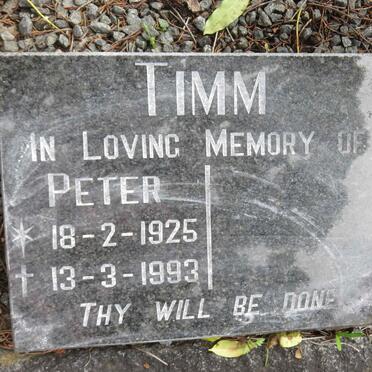 TIMM
IN LOVING MEMORY OF
PETER
* 18-2-1925
† 13-3-1993
THY WILL BE DONE